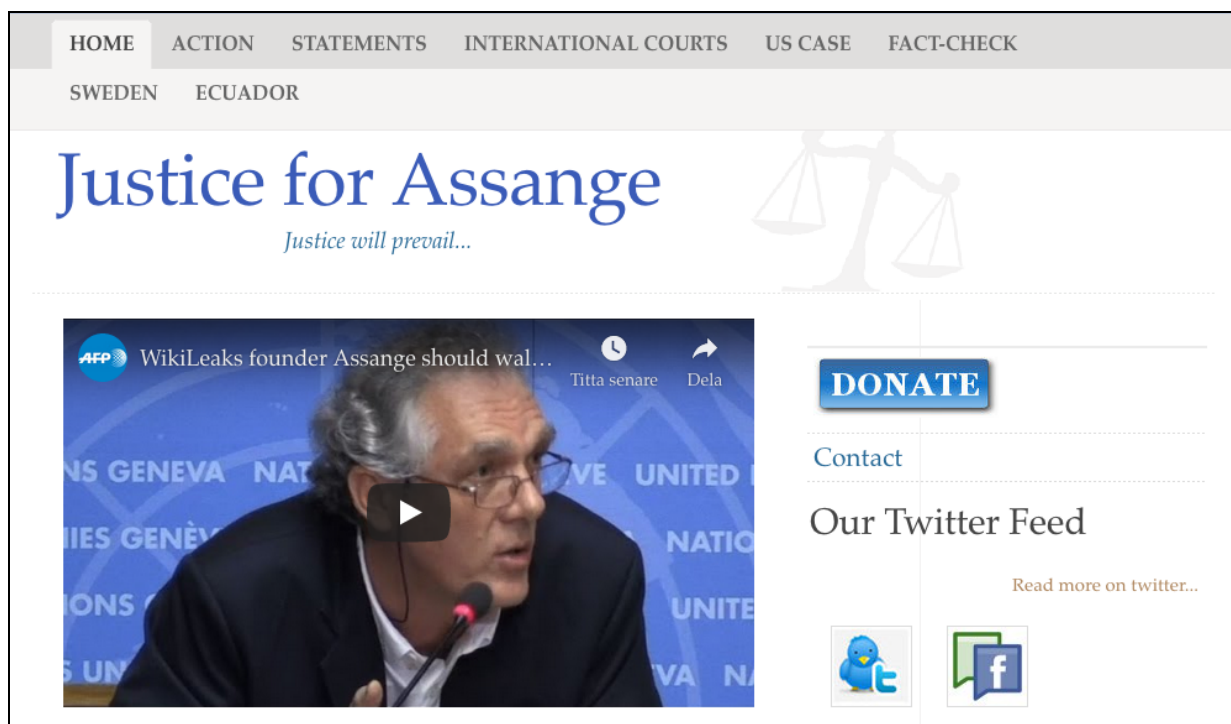 HOME ACTION STATEMENTS INTERNATIONAL COURTS US CASE FACT-CHECK
SWEDEN ECUADOR
Justice for Assange
Justice will prevail...
AFP WikiLeaks founder Assange should wal...
Titta senare Dela
DONATE
Contact
NS GENEVA NAT VE UNITED
Our Twitter Feed
IES GENÈV NATIO
Read more on twitter...
IONS UNITE
UN VA NA
f